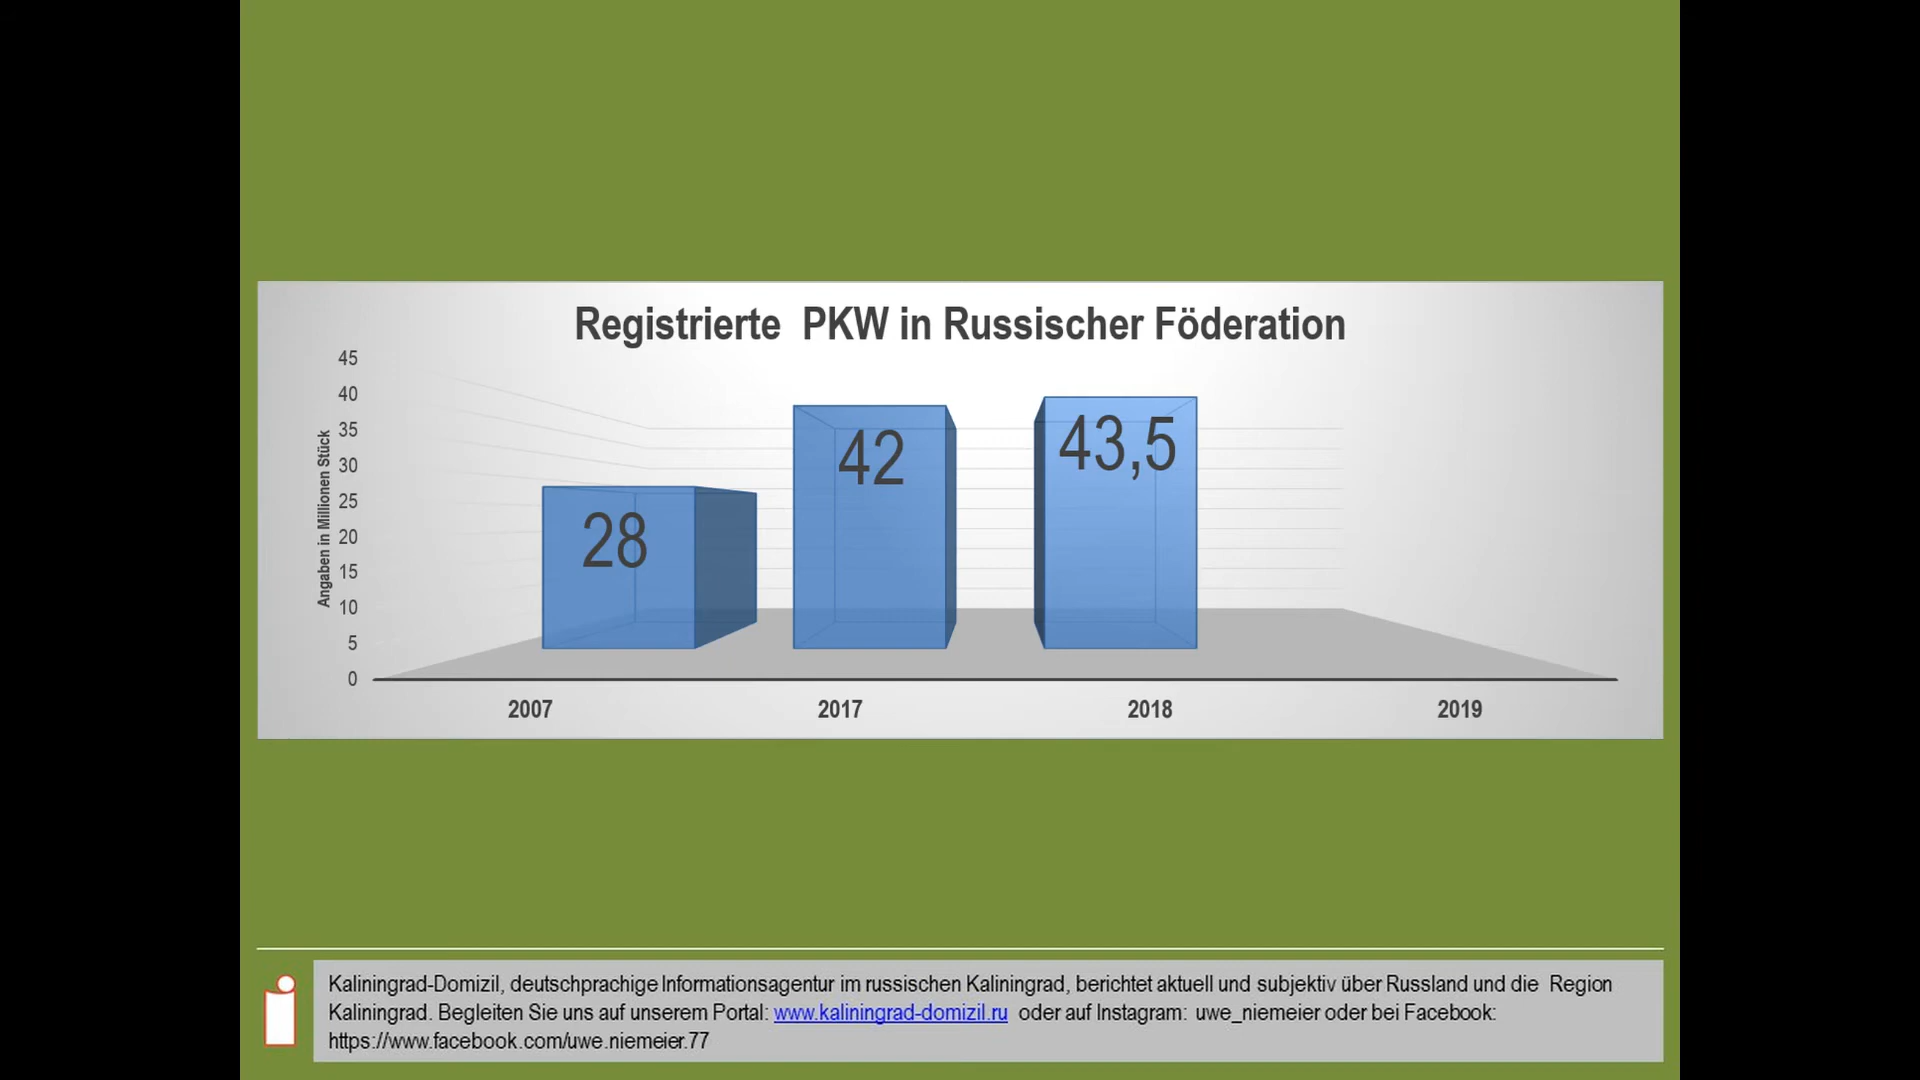 Registrierte PKW in Russischer Föderation
Angaben in Millionen Stück
45
40
35
30
25
20
15
10
5
0
28
42
43,5
2007 2017 2018 2019
Kaliningrad-Domizil, deutschprachige Informationsagentur im russischen Kaliningrad, berichtet aktuell und subjektiv über Russland und die Region
Kaliningrad. Begleiten Sie uns auf unserem Portal: www.kaliningrad-domizil.ru oder auf Instagram: uwe_niemeier oder bei Facebook:
https://www.facebook.com/uwe.niemeier.77